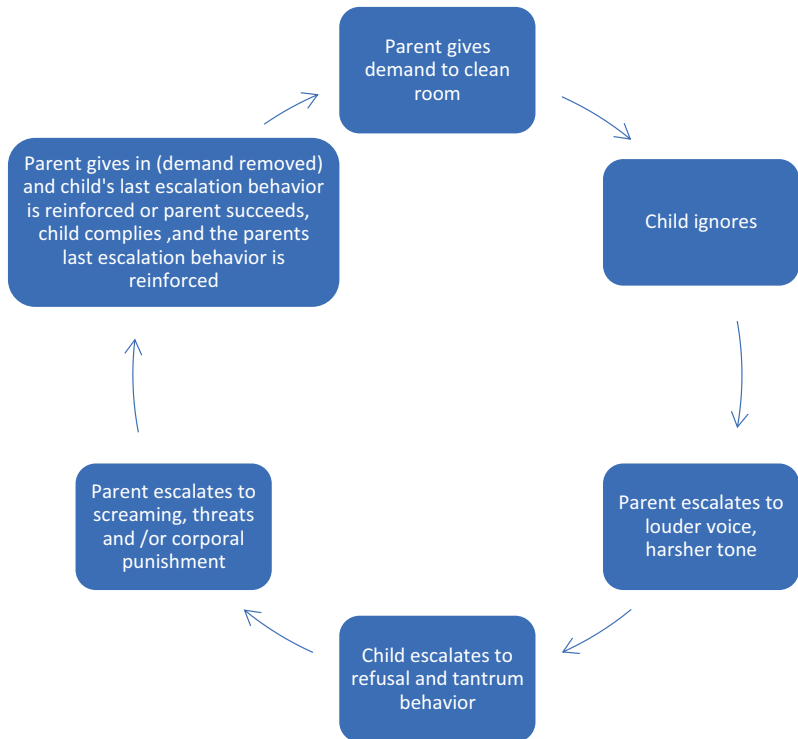 Parent gives
demand to clean
room
Child ignores
Parent escalates to
louder voice,
harsher tone
Child escalates to
refusal and tantrum
behavior
Parent escalates to
screaming, threats
and /or corporal
punishment
Parent gives in (demand removed)
and child's last escalation behavior
is reinforced or parent succeeds,
child complies ,and the parents
last escalation behavior is
reinforced